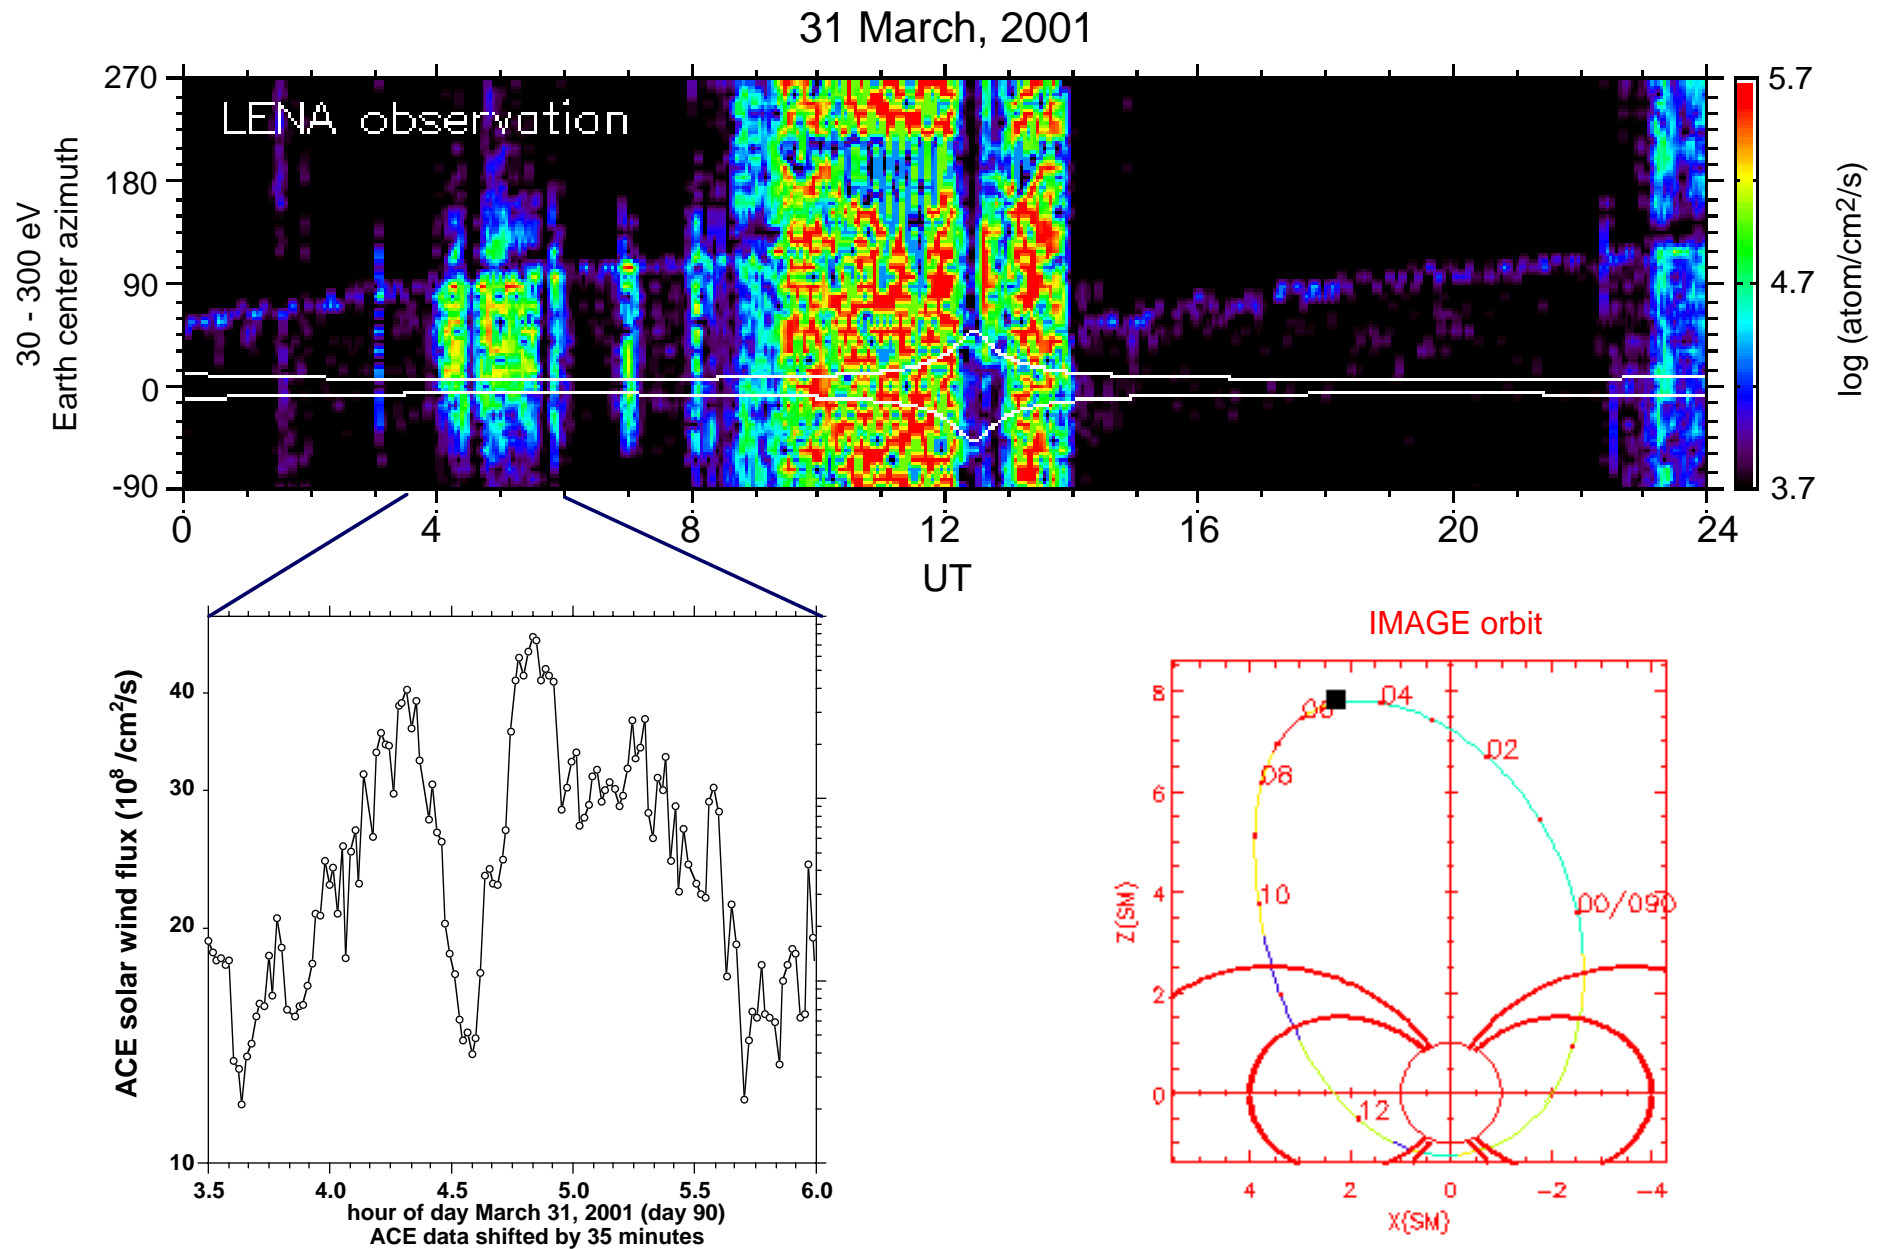 31 March, 2001
270
180
90
0
-90
30 - 300 eV
Earth center azimuth
LENA observation
5.7
4.7
3.7
log (atom/cm²/s)
0 4 8 12 16 20 24
UT
ACE solar wind flux (10⁸ /cm²/s)
40
30
20
10
3.5 4.0 4.5 5.0 5.5 6.0
hour of day March 31, 2001 (day 90)
ACE data shifted by 35 minutes
IMAGE orbit
Z{SM}
8
6
4
2
0
06
04
02
08
10
00/090
12
4 2 0 −2 −4
X{SM}